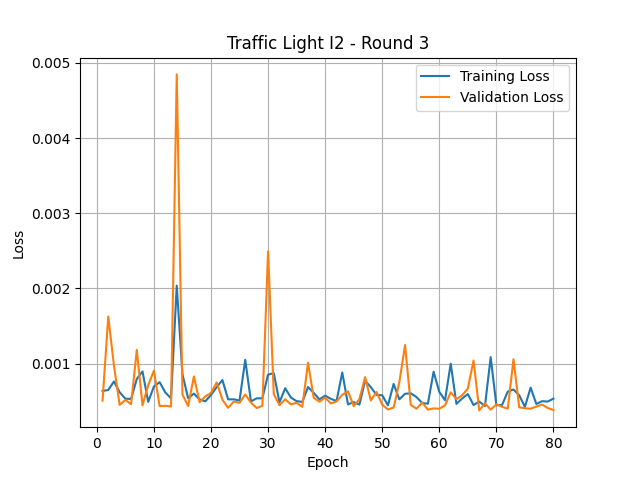 Traffic Light I2 - Round 3
Training Loss
Validation Loss
0.005
0.004
0.003
0.002
0.001
Loss
0 10 20 30 40 50 60 70 80
Epoch